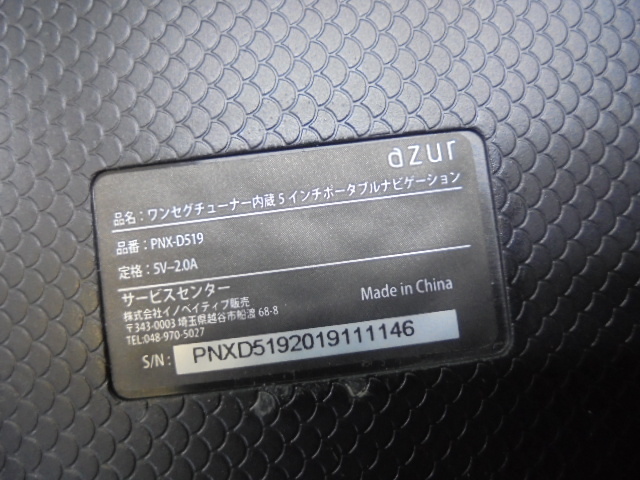 azur
品名：ワンセグチューナー内蔵 5 インチポータブルナビゲーション
品番：PNX-D519
定格：5V⎓2.0A
サービスセンター
株式会社イノベイティブ販売
〒343-0003 埼玉県越谷市船渡 68-8
TEL:048-970-5027
Made in China
S/N： PNXD5192019111146